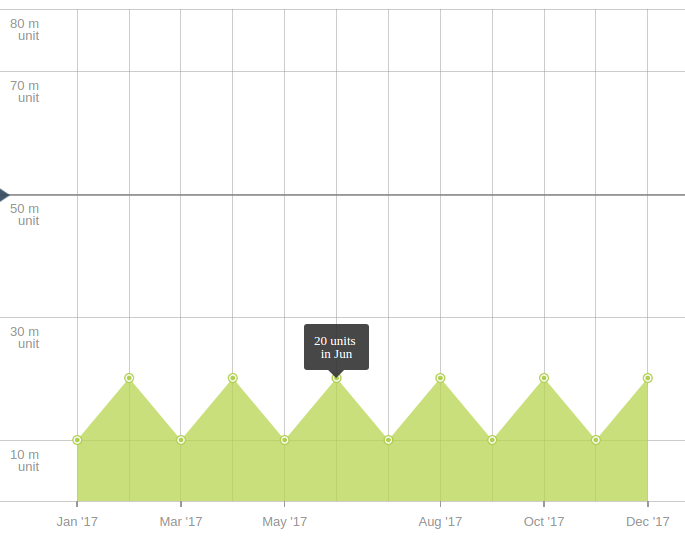 80 m
unit
70 m
unit
50 m
unit
30 m
unit
20 units
in Jun
10 m
unit
Jan '17
Mar '17
May '17
Aug '17
Oct '17
Dec '17